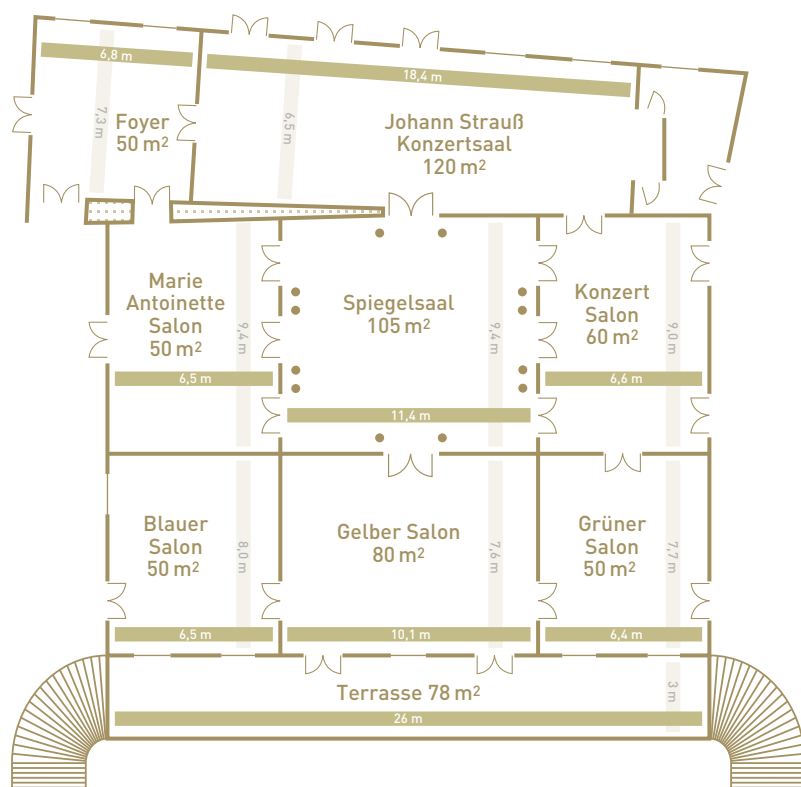 6,8 m
18,4 m
7,3 m
6,5 m
Foyer
50 m²
Johann Strauß
Konzertsaal
120 m²
Marie
Antoinette
Salon
50 m²
9,4 m
6,5 m
Spiegelsaal
105 m²
9,4 m
11,4 m
Konzert
Salon
60 m²
9,0 m
6,6 m
Blauer
Salon
50 m²
8,0 m
6,5 m
Gelber Salon
80 m²
7,6 m
10,1 m
Grüner
Salon
50 m²
7,7 m
6,4 m
Terrasse 78 m²
3 m
26 m